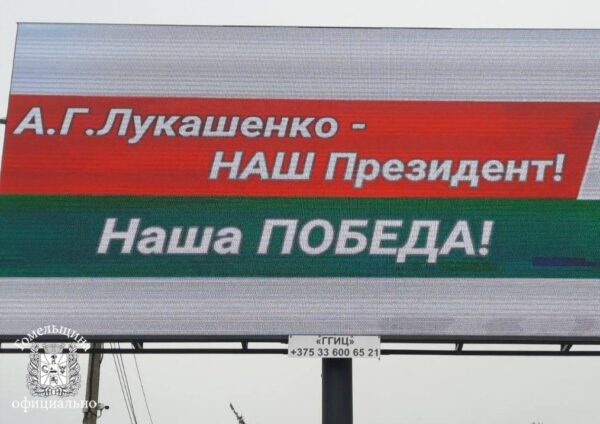 А.Г.Лукашенко -
НАШ Президент!
Наша ПОБЕДА!
«ГГИЦ»
+375 33 600 65 21
Гомельщина
официально